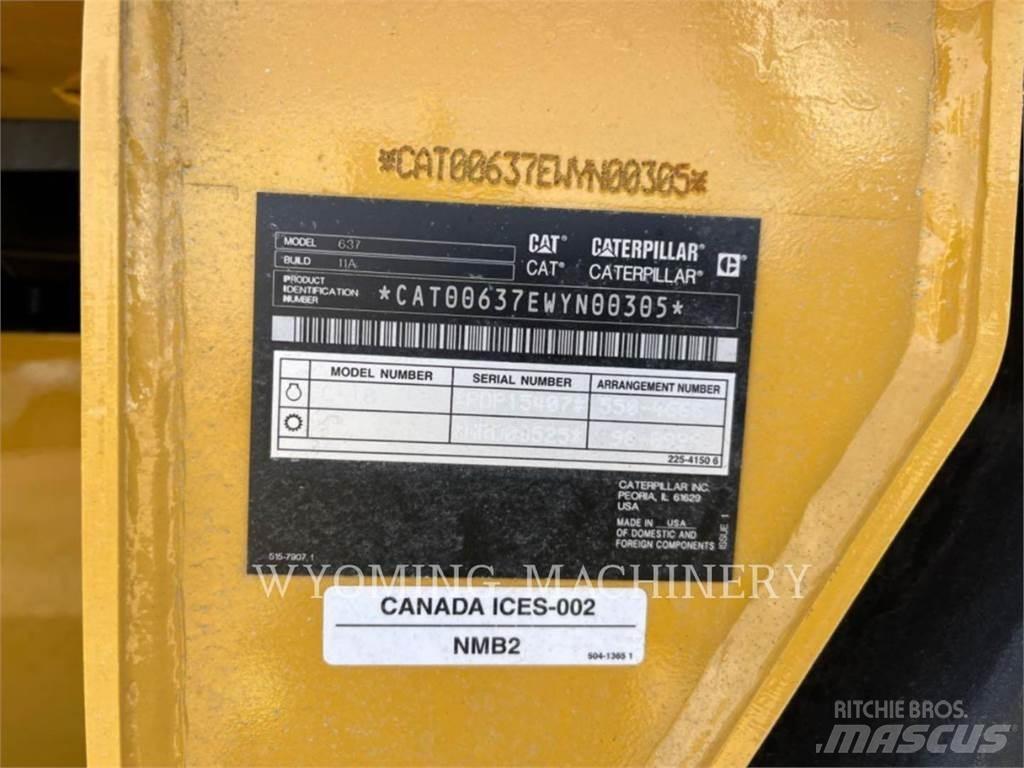 *CAT00637EWYN00305*
MODEL 637
BUILD 11A
CAT® CATERPILLAR®
CAT® CATERPILLAR®
PRODUCT IDENTIFICATION NUMBER *CAT00637EWYN00305*
MODEL NUMBER SERIAL NUMBER ARRANGEMENT NUMBER
225-4150 6
CATERPILLAR INC.
PEORIA, IL 61629
USA
MADE IN USA
OF DOMESTIC AND
FOREIGN COMPONENTS
ISSUE 1
515-7907 1
WYOMING MACHINERY
CANADA ICES-002
NMB2
504-1365 1
RITCHIE BROS.
MASCUS